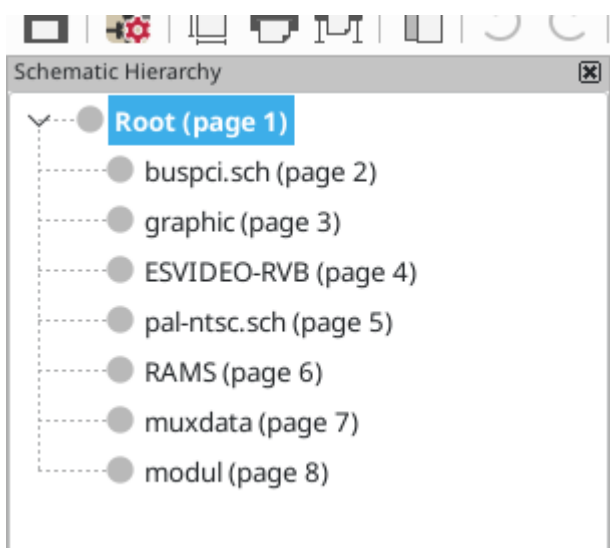 Schematic Hierarchy
Root (page 1)
buspci.sch (page 2)
graphic (page 3)
ESVIDEO-RVB (page 4)
pal-ntsc.sch (page 5)
RAMS (page 6)
muxdata (page 7)
modul (page 8)